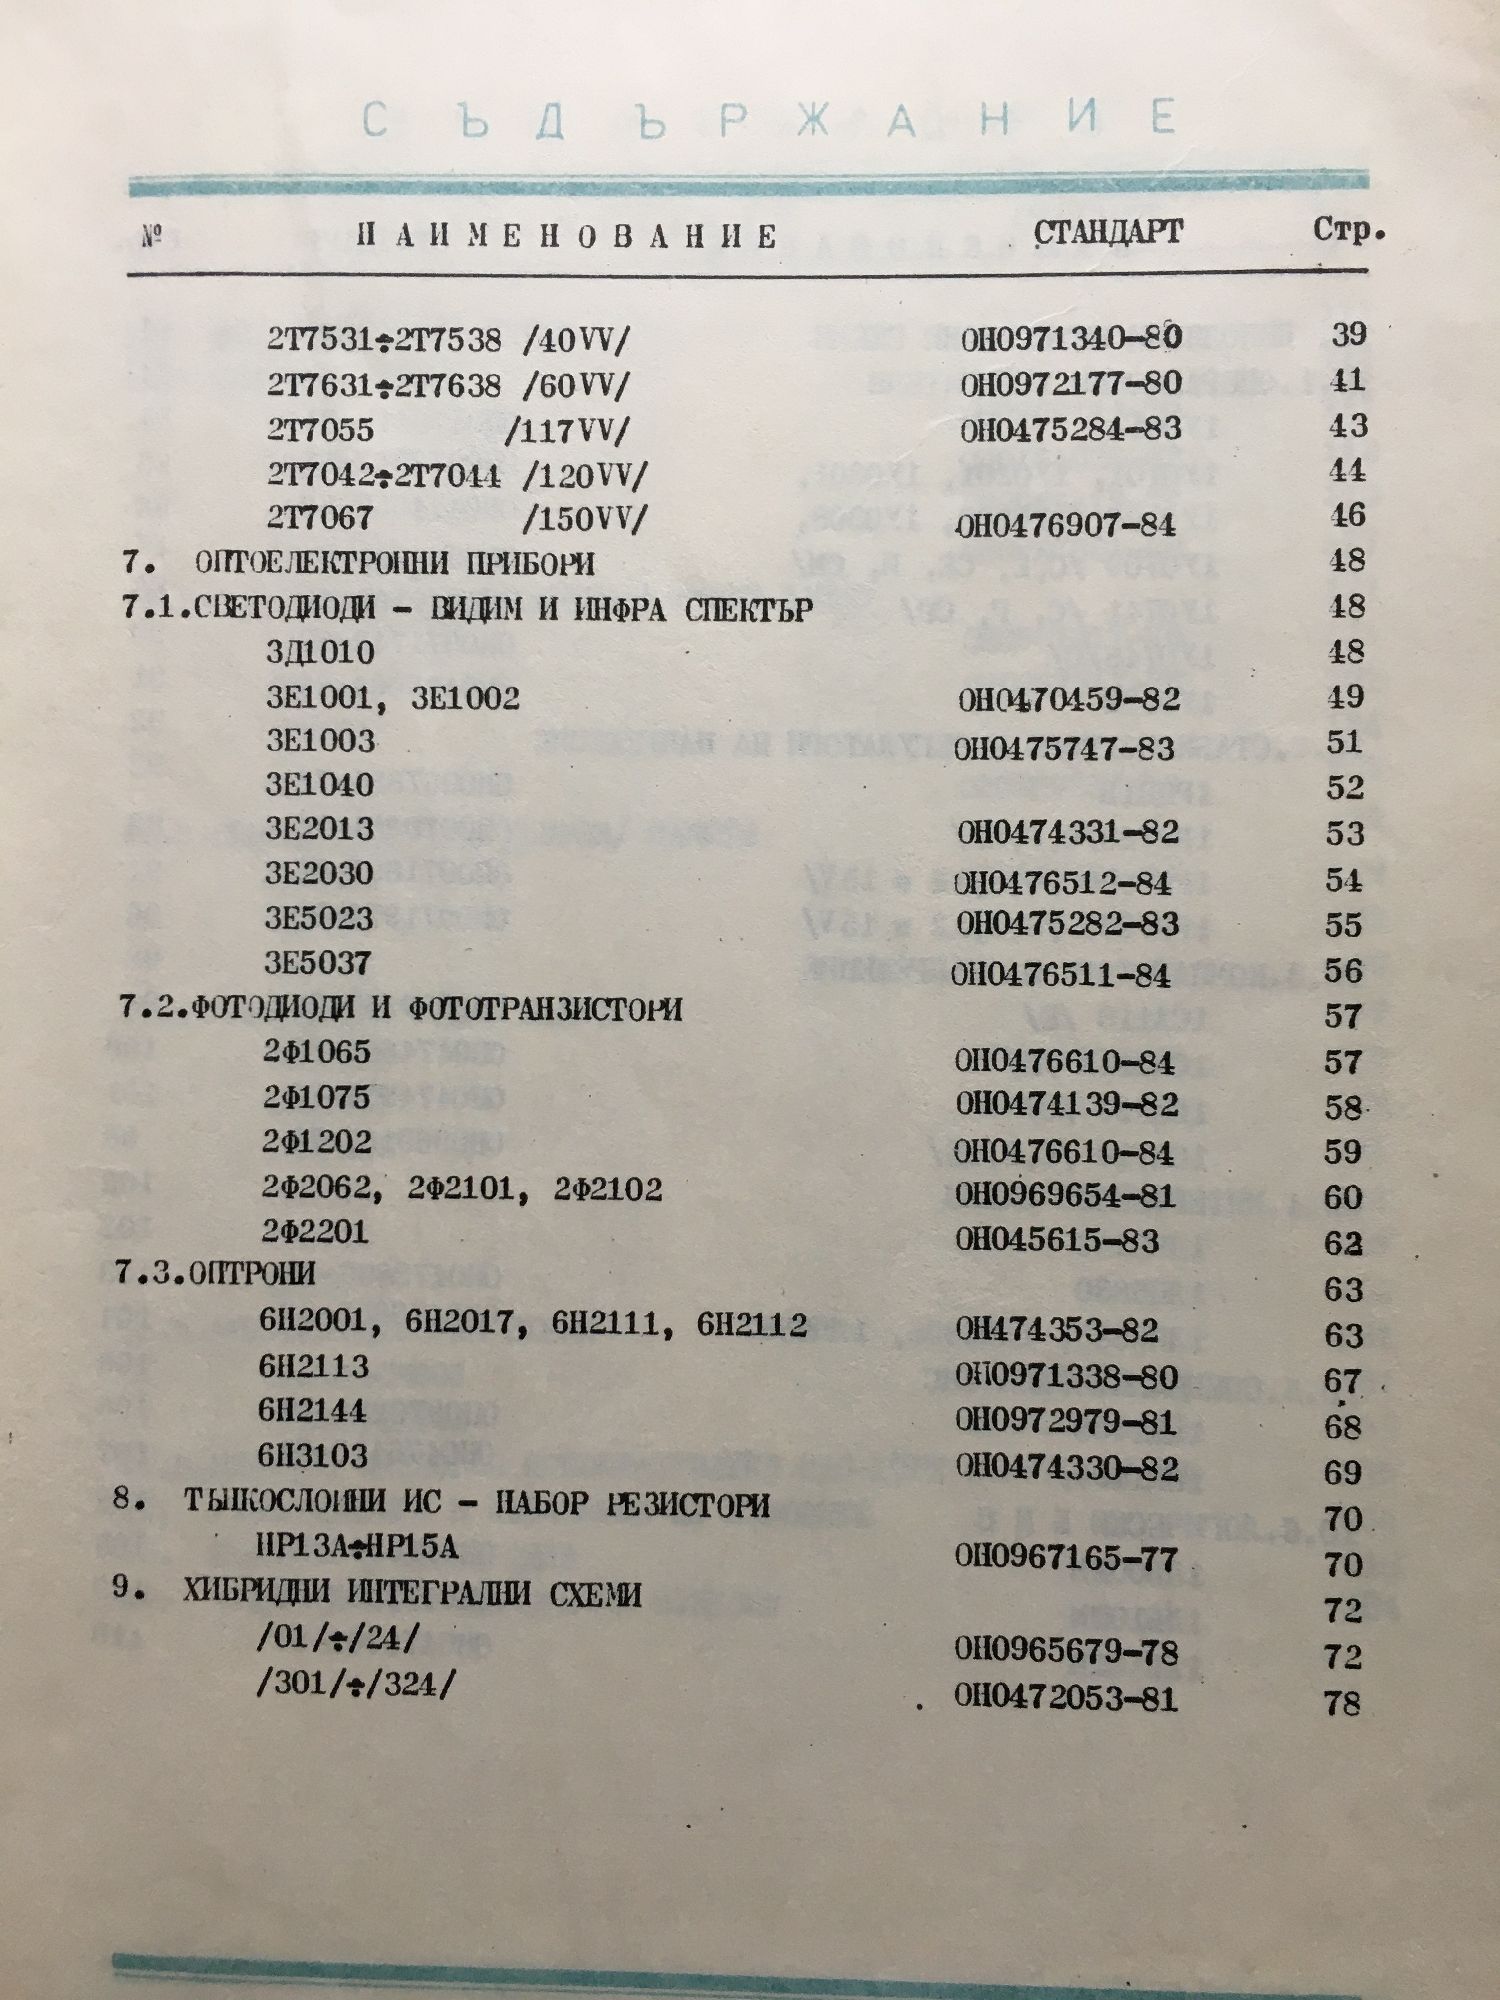 СЪДЪРЖАНИЕ
№ НАИМЕНОВАНИЕ СТАНДАРТ Стр.
2Т7531÷2Т7538 /40VV/ ОН0971340-80 39
2Т7631÷2Т7638 /60VV/ ОН0972177-80 41
2Т7055 /117VV/ ОН0475284-83 43
2Т7042÷2Т7044 /120VV/ 44
2Т7067 /150VV/ ОН0476907-84 46
7. ОПТОЕЛЕКТРОННИ ПРИБОРИ 48
7.1.СВЕТОДИОДИ - ВИДИМ И ИНФРА СПЕКТЪР 48
3Д1010 48
3Е1001, 3Е1002 ОН0470459-82 49
3Е1003 ОН0475747-83 51
3Е1040 52
3Е2013 ОН0474331-82 53
3Е2030 ОН0476512-84 54
3Е5023 ОН0475282-83 55
3Е5037 ОН0476511-84 56
7.2.ФОТОДИОДИ И ФОТОТРАНЗИСТОРИ 57
2Ф1065 ОН0476610-84 57
2Ф1075 ОН0474139-82 58
2Ф1202 ОН0476610-84 59
2Ф2062, 2Ф2101, 2Ф2102 ОН0969654-81 60
2Ф2201 ОН045615-83 62
7.3.ОПТРОНИ 63
6Н2001, 6Н2017, 6Н2111, 6Н2112 ОН474353-82 63
6Н2113 ОН0971338-80 67
6Н2144 ОН0972979-81 68
6Н3103 ОН0474330-82 69
8. ТЪНКОСЛОЙНИ ИС - НАБОР РЕЗИСТОРИ 70
НР13А÷НР15А ОН0967165-77 70
9. ХИБРИДНИ ИНТЕГРАЛНИ СХЕМИ 72
/01/÷/24/ ОН0965679-78 72
/301/÷/324/ ОН0472053-81 78